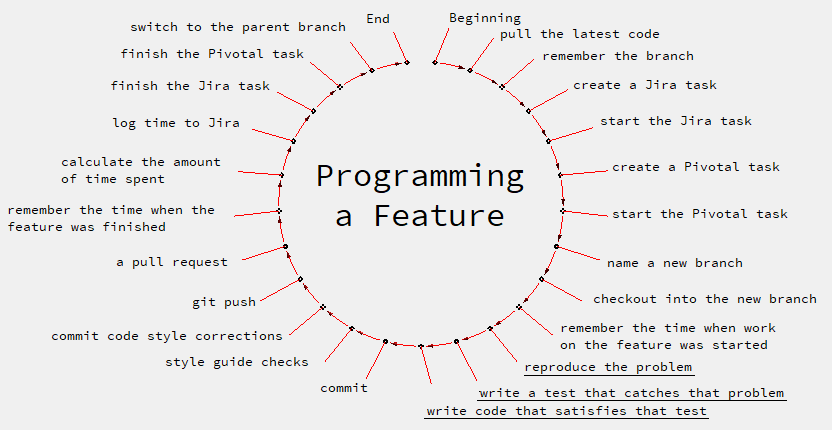 Programming
a Feature
Beginning
pull the latest code
remember the branch
create a Jira task
start the Jira task
create a Pivotal task
start the Pivotal task
name a new branch
checkout into the new branch
remember the time when work
on the feature was started
reproduce the problem
write a test that catches that problem
write code that satisfies that test
commit
style guide checks
commit code style corrections
git push
a pull request
remember the time when the
feature was finished
calculate the amount
of time spent
log time to Jira
finish the Jira task
finish the Pivotal task
switch to the parent branch
End